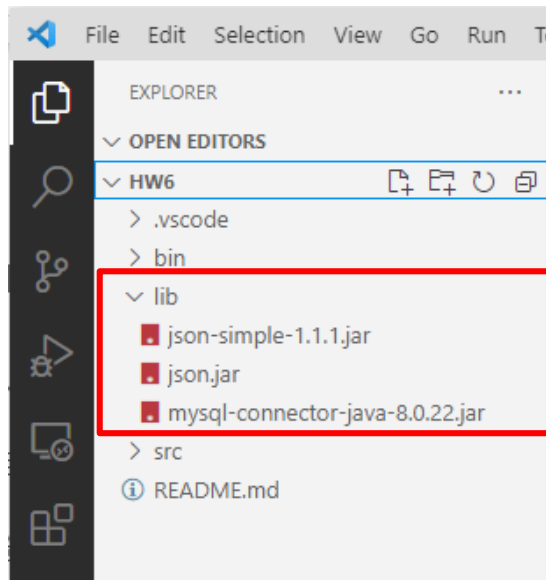 File Edit Selection View Go Run
EXPLORER ...
OPEN EDITORS
HW6
.vscode
bin
lib
json-simple-1.1.1.jar
json.jar
mysql-connector-java-8.0.22.jar
src
README.md